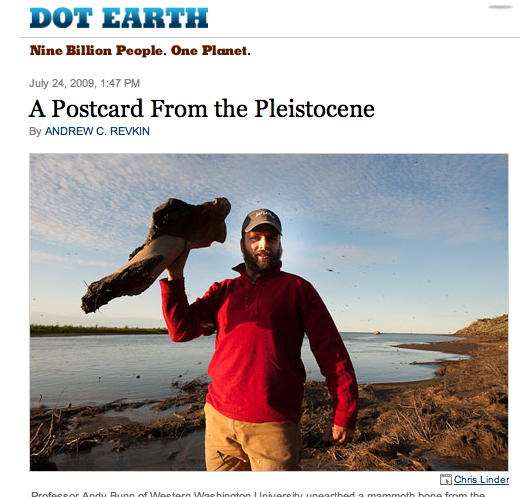 DOT EARTH
Nine Billion People. One Planet.
July 24, 2009, 1:47 PM
A Postcard From the Pleistocene
By ANDREW C. REVKIN
Chris Linder
Professor Andy Bunn of Western Washington University unearthed a mammoth bone from the